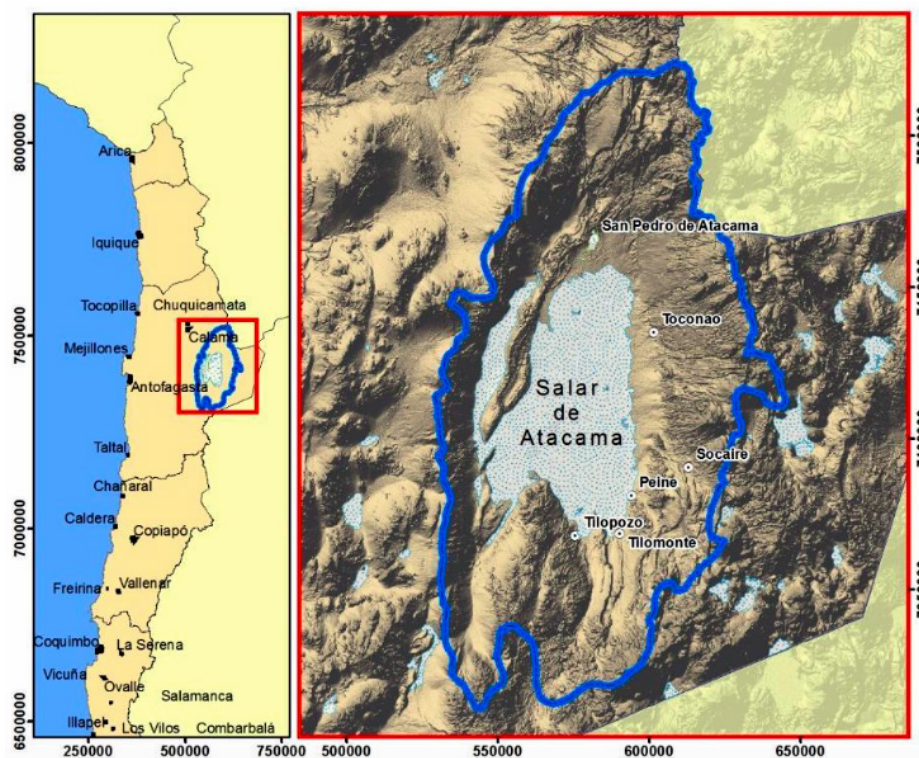 8000000
7500000
7000000
6500000
Arica
Iquique
Tocopilla
Chuquicamata
Calama
Mejillones
Antofagasta
Taltal
Chañaral
Caldera
Copiapó
Freirina
Vallenar
Coquimbo
La Serena
Vicuña
Ovalle
Salamanca
Illapel
Los Vilos
Combarbalá
250000
500000
750000
San Pedro de Atacama
Toconao
Salar
de
Atacama
Socaire
Peine
Tilopozo
Tilomonte
500000
550000
600000
650000